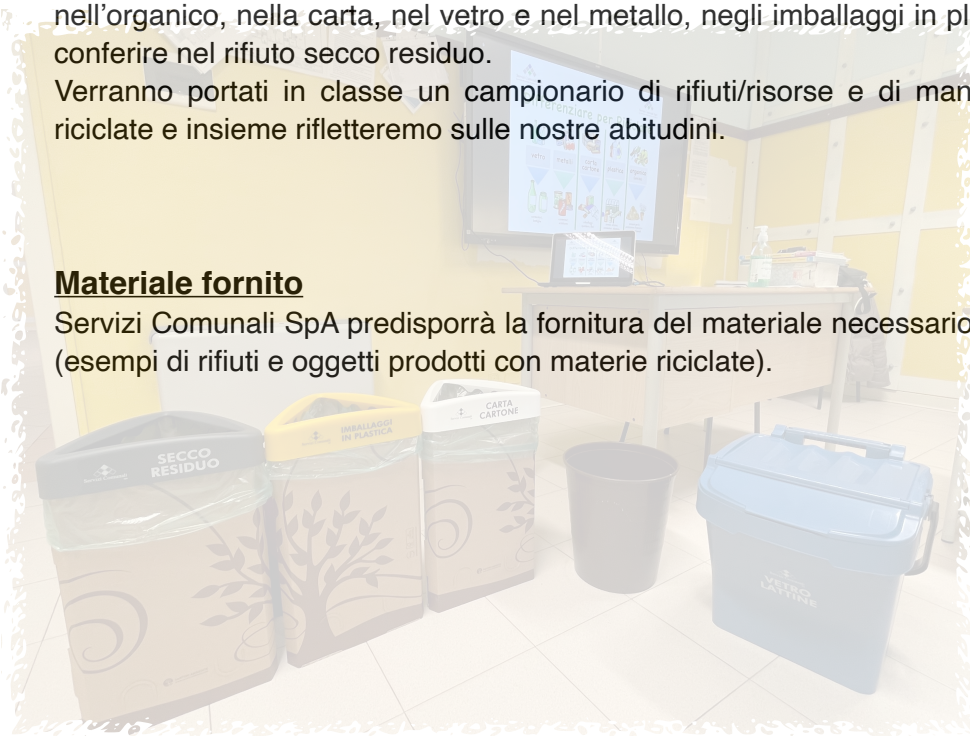 nell'organico, nella carta, nel vetro e nel metallo, negli imballaggi in pl
conferire nel rifiuto secco residuo.
Verranno portati in classe un campionario di rifiuti/risorse e di man
riciclate e insieme rifletteremo sulle nostre abitudini.
Materiale fornito
Servizi Comunali SpA predisporrà la fornitura del materiale necessario
(esempi di rifiuti e oggetti prodotti con materie riciclate).
SECCO
RESIDUO
IMBALLAGGI
IN PLASTICA
CARTA
CARTONE
VETRO
LATTINE